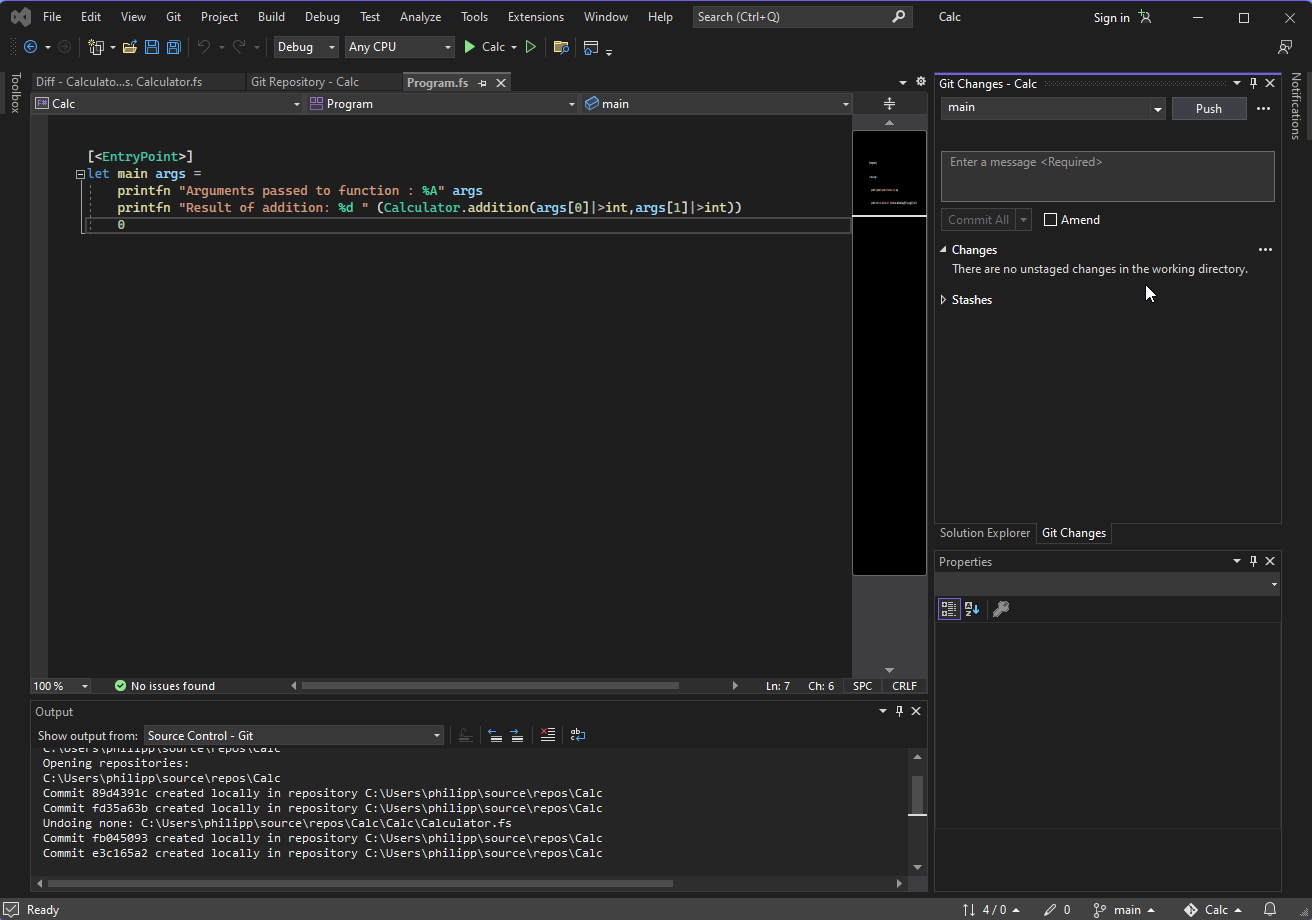 File Edit View Git Project Build Debug Test Analyze Tools Extensions Window Help Search (Ctrl+Q) Calc Sign in
Debug Any CPU Calc
Toolbox
Diff - Calculato...s. Calculator.fs Git Repository - Calc Program.fs
F# Calc Program main
[<EntryPoint>]
let main args =
printfn "Arguments passed to function : %A" args
printfn "Result of addition: %d " (Calculator.addition(args[0]|>int,args[1]|>int))
0
100 % No issues found Ln: 7 Ch: 6 SPC CRLF
Git Changes - Calc
main Push
Enter a message <Required>
Commit All Amend
Changes
There are no unstaged changes in the working directory.
Stashes
Solution Explorer Git Changes
Properties
Notifications
Output
Show output from: Source Control - Git
C:\Users\philipp\source\repos\Calc
Opening repositories:
C:\Users\philipp\source\repos\Calc
Commit 89d4391c created locally in repository C:\Users\philipp\source\repos\Calc
Commit fd35a63b created locally in repository C:\Users\philipp\source\repos\Calc
Undoing none: C:\Users\philipp\source\repos\Calc\Calc\Calculator.fs
Commit fb045093 created locally in repository C:\Users\philipp\source\repos\Calc
Commit e3c165a2 created locally in repository C:\Users\philipp\source\repos\Calc
Ready 4 / 0 0 main Calc